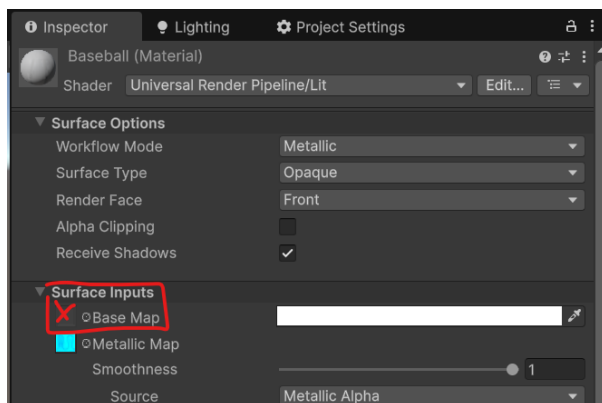 Inspector Lighting Project Settings
Baseball (Material)
Shader Universal Render Pipeline/Lit Edit...
Surface Options
Workflow Mode Metallic
Surface Type Opaque
Render Face Front
Alpha Clipping
Receive Shadows
Surface Inputs
Base Map
Metallic Map
Smoothness 1
Source Metallic Alpha